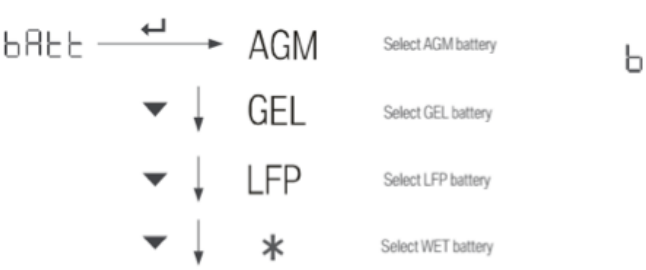 bAtt AGM Select AGM battery b
GEL Select GEL battery
LFP Select LFP battery
* Select WET battery